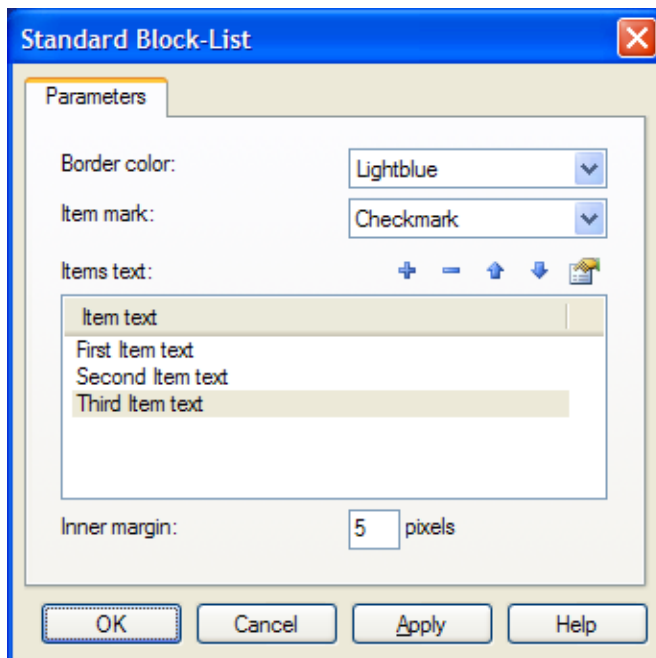 Standard Block-List
Parameters
Border color: Lightblue
Item mark: Checkmark
Items text:
Item text
First Item text
Second Item text
Third Item text
Inner margin: 5 pixels
OK Cancel Apply Help